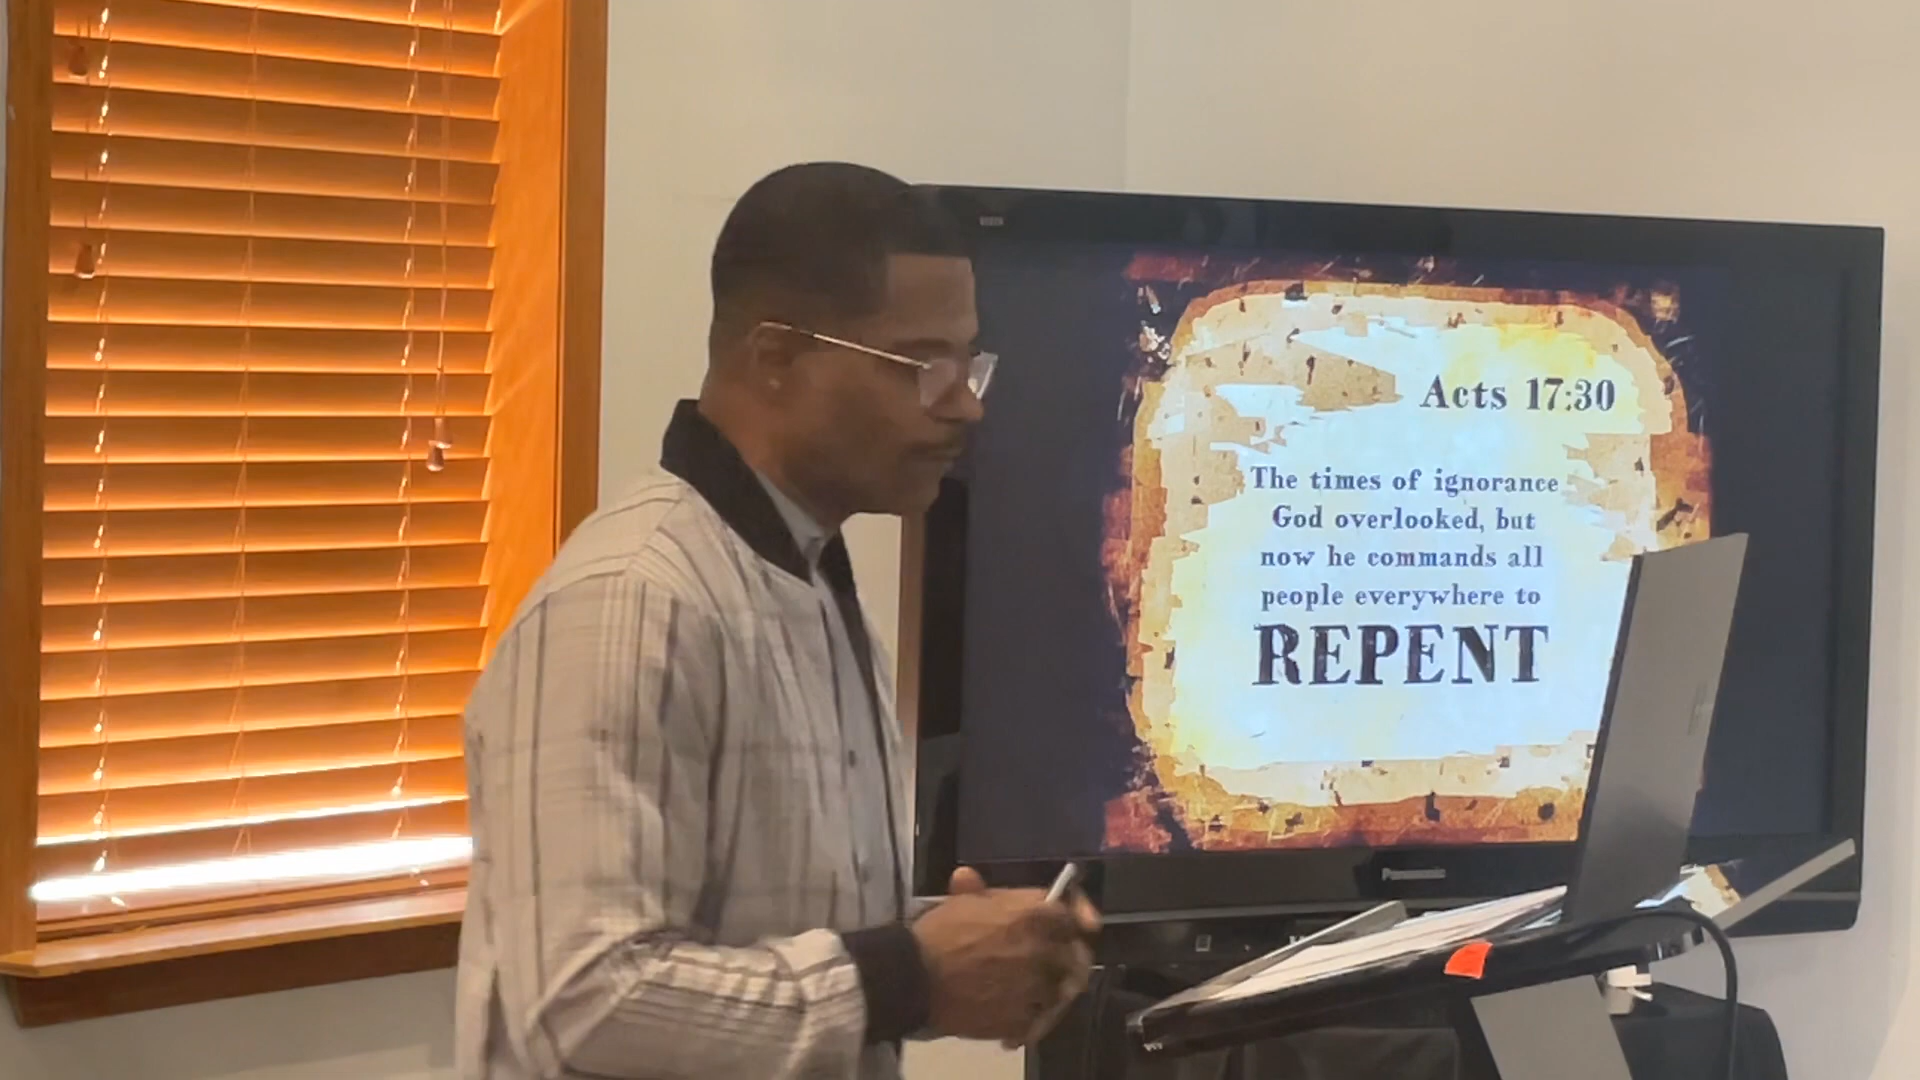 Acts 17:30
The times of ignorance
God overlooked, but
now he commands all
people everywhere to
REPENT
Panasonic